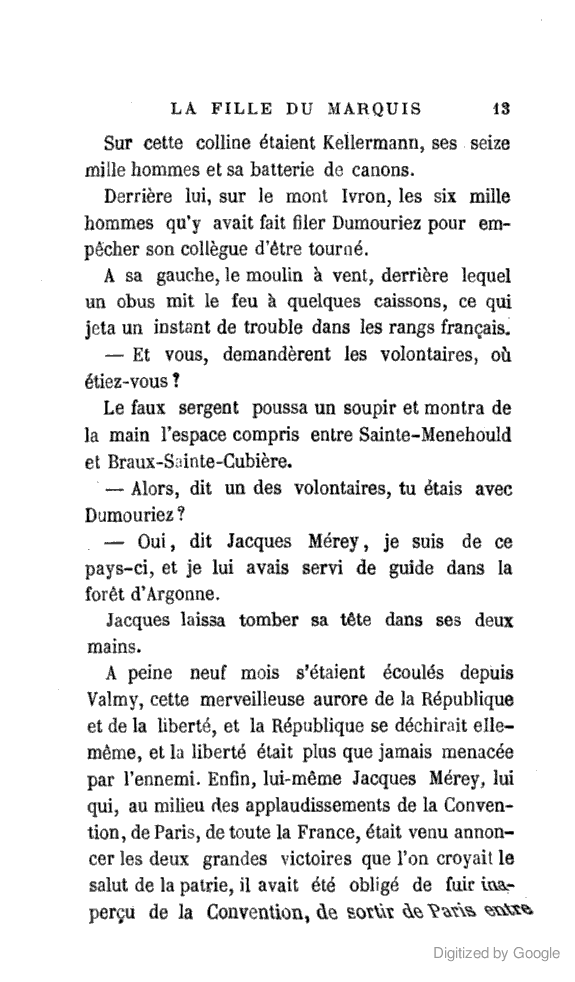 LA FILLE DU MARQUIS 13
Sur cette colline étaient Kellermann, ses seize
mille hommes et sa batterie de canons.
Derrière lui, sur le mont Ivron, les six mille
hommes qu'y avait fait filer Dumouriez pour em-
pêcher son collègue d'être tourné.
A sa gauche, le moulin à vent, derrière lequel
un obus mit le feu à quelques caissons, ce qui
jeta un instant de trouble dans les rangs français.
— Et vous, demandèrent les volontaires, où
étiez-vous ?
Le faux sergent poussa un soupir et montra de
la main l'espace compris entre Sainte-Menehould
et Braux-Sainte-Cubière.
— Alors, dit un des volontaires, tu étais avec
Dumouriez ?
— Oui, dit Jacques Mérey, je suis de ce
pays-ci, et je lui avais servi de guide dans la
forêt d'Argonne.
Jacques laissa tomber sa tête dans ses deux
mains.
A peine neuf mois s'étaient écoulés depuis
Valmy, cette merveilleuse aurore de la République
et de la liberté, et la République se déchirait elle-
même, et la liberté était plus que jamais menacée
par l'ennemi. Enfin, lui-même Jacques Mérey, lui
qui, au milieu des applaudissements de la Conven-
tion, de Paris, de toute la France, était venu annon-
cer les deux grandes victoires que l'on croyait le
salut de la patrie, il avait été obligé de fuir ina-
perçu de la Convention, de sortir de Paris entre
Digitized by Google